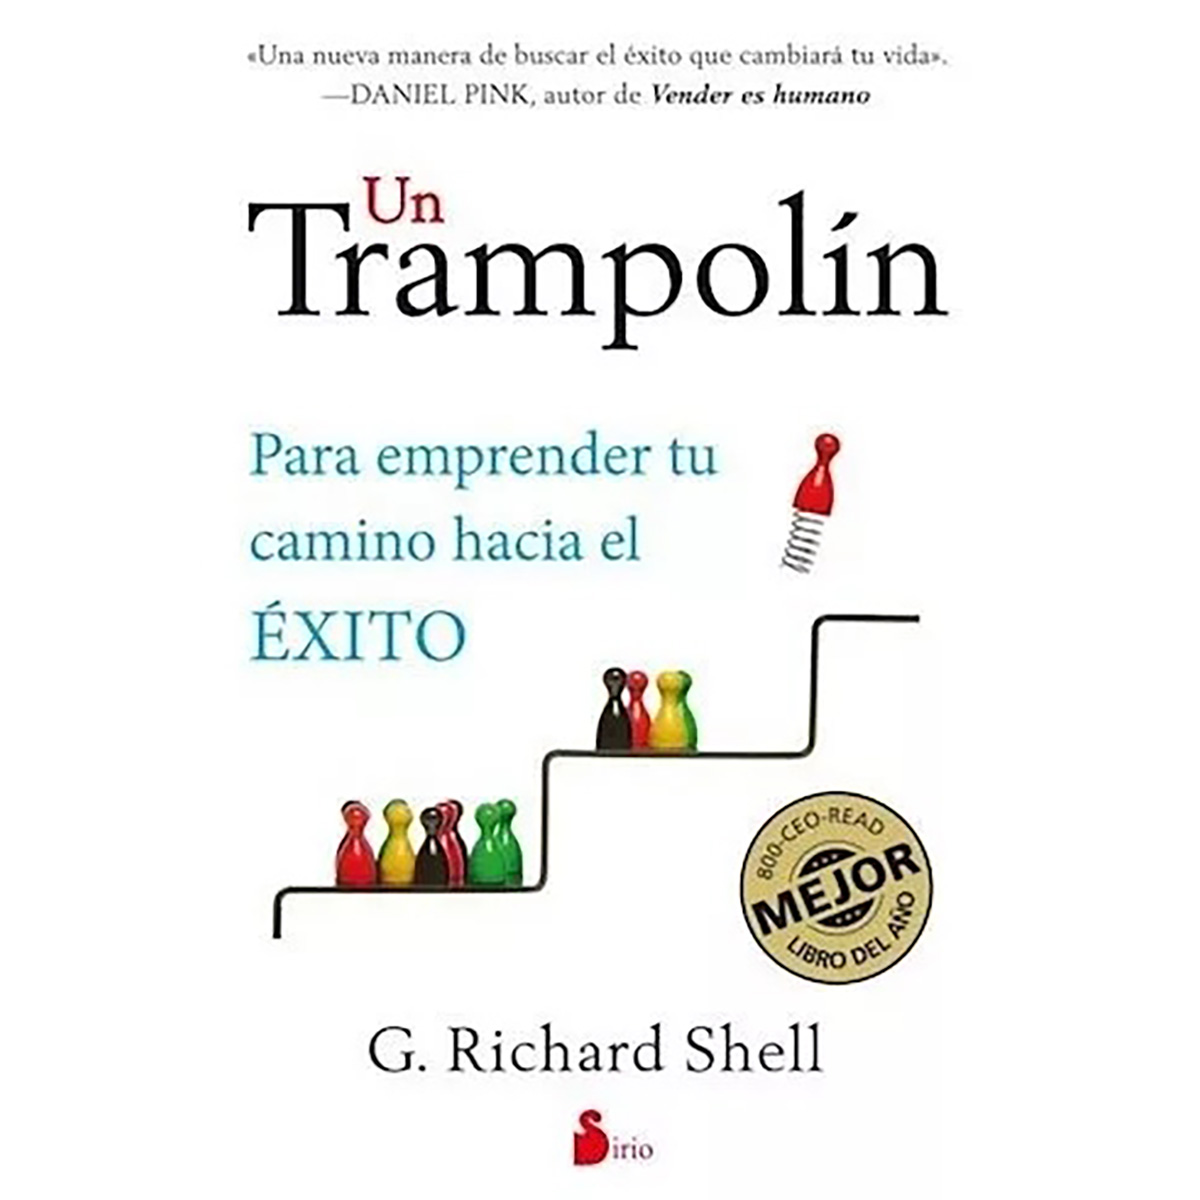 «Una nueva manera de buscar el éxito que cambiará tu vida».
—DANIEL PINK, autor de Vender es humano
Un
Trampolín
Para emprender tu
camino hacia el
ÉXITO
800-CEO-READ
MEJOR
LIBRO DEL AÑO
G. Richard Shell
Sirio